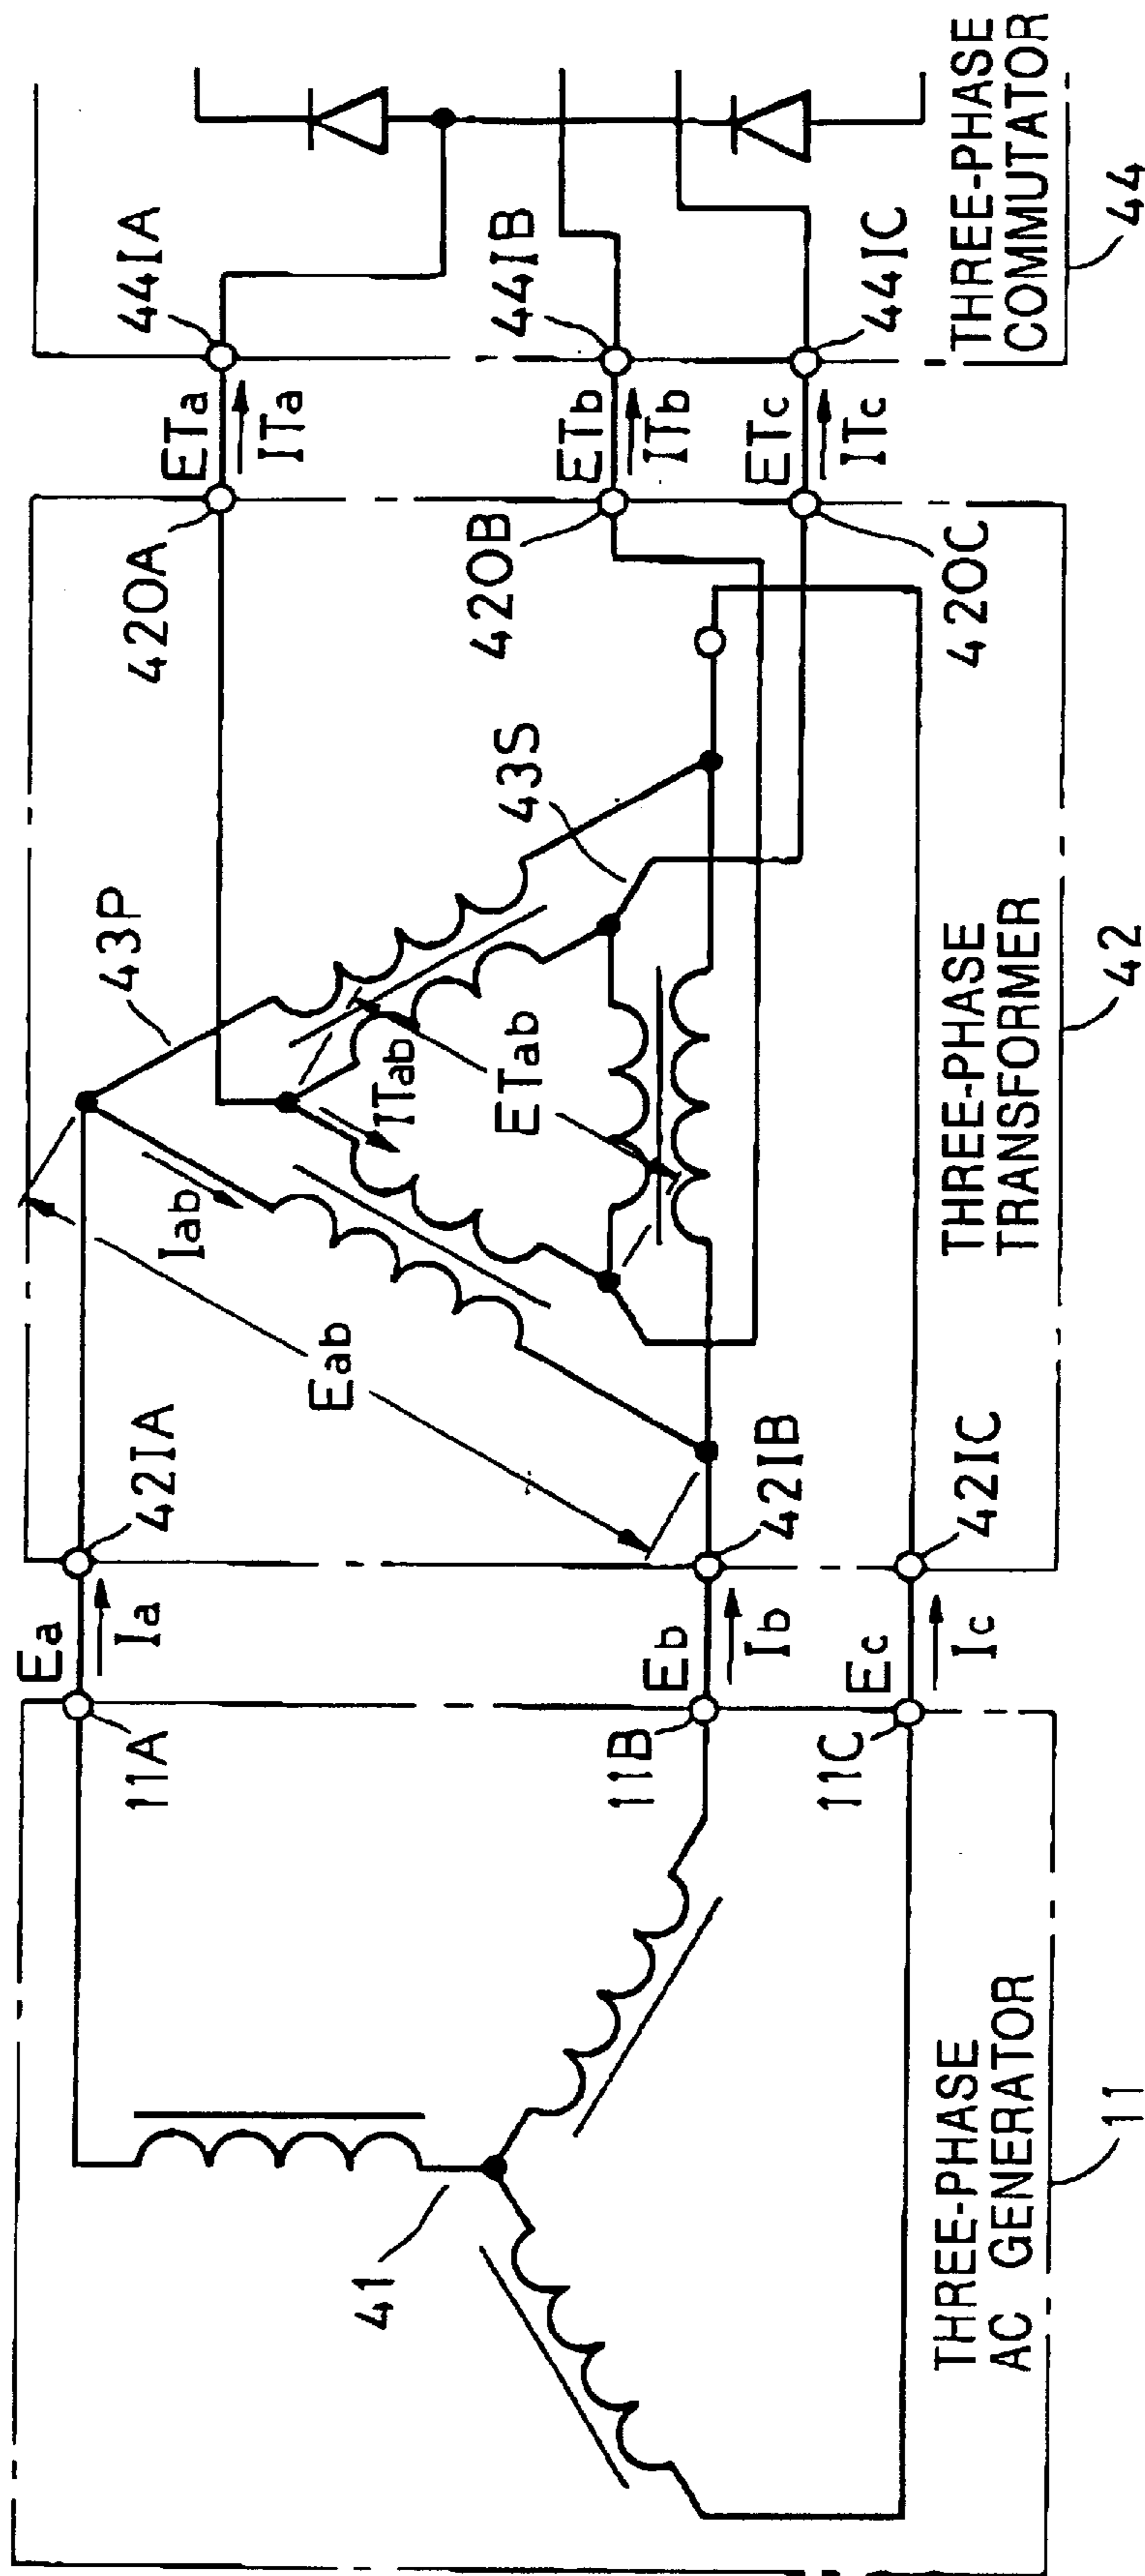 THREE-PHASE
AC GENERATOR
11
41
11A
11B
11C
Ea
Ia
Eb
Ib
Ec
Ic
THREE-PHASE
TRANSFORMER
42
42IA
42IB
42IC
Eab
Iab
43P
ITab
ETab
43S
42OA
42OB
42OC
ETa
ITa
ETb
ITb
ETc
ITc
44IA
44IB
44IC
THREE-PHASE
COMMUTATOR
44